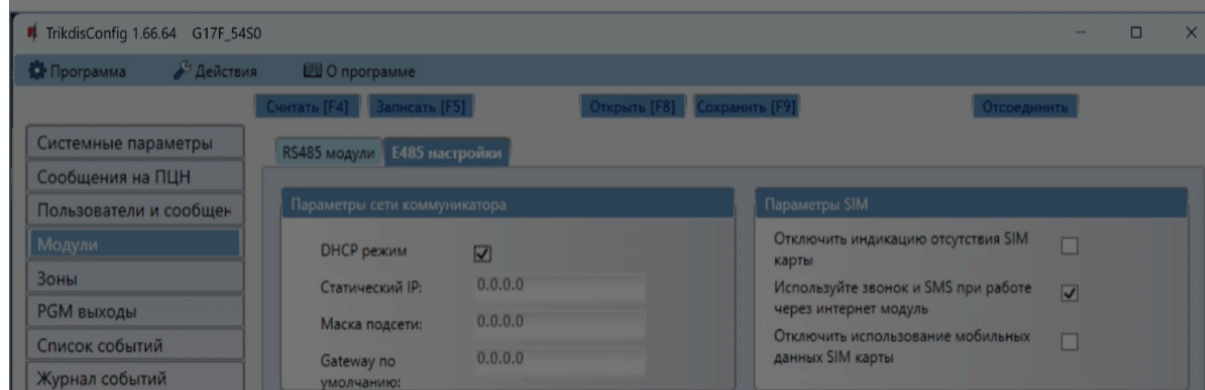 TrikdisConfig 1.66.64 G17F_54S0
Программа Действия О программе
Считать [F4] Записать [F5] Открыть [F8] Сохранить [F9] Отсоединить
Системные параметры
Сообщения на ПЦН
Пользователи и сообщен
Модули
Зоны
PGM выходы
Список событий
Журнал событий
RS485 модули E485 настройки
Параметры сети коммуникатора
DHCP режим
Статический IP: 0.0.0.0
Маска подсети: 0.0.0.0
Gateway по 0.0.0.0
умолчанию:
Параметры SIM
Отключить индикацию отсутствия SIM
карты
Используйте звонок и SMS при работе
через интернет модуль
Отключить использование мобильных
данных SIM карты